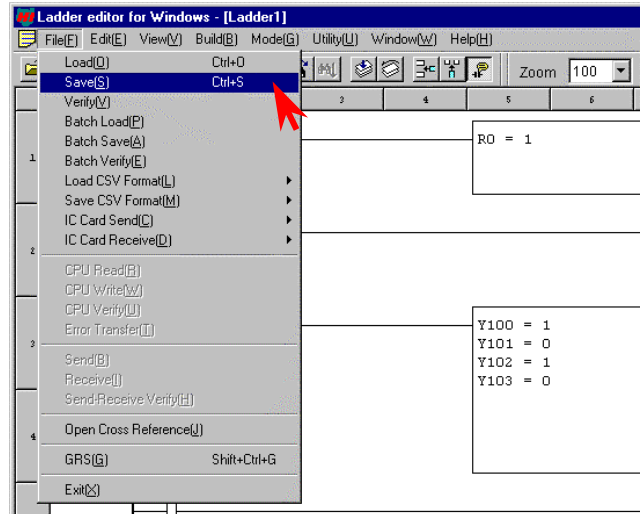 Ladder editor for Windows - [Ladder1]
File(F) Edit(E) View(V) Build(B) Mode(G) Utility(U) Window(W) Help(H)
Load(O) Ctrl+O
Save(S) Ctrl+S
Verify(V)
Batch Load(P)
Batch Save(A)
Batch Verify(E)
Load CSV Format(L)
Save CSV Format(M)
IC Card Send(C)
IC Card Receive(D)
CPU Read(R)
CPU Write(W)
CPU Verify(U)
Error Transfer(T)
Send(B)
Receive(I)
Send-Receive Verify(H)
Open Cross Reference(J)
GRS(G) Shift+Ctrl+G
Exit(X)
Zoom 100
3 4 5 6
1
R0 = 1
2
3
Y100 = 1
Y101 = 0
Y102 = 1
Y103 = 0
4